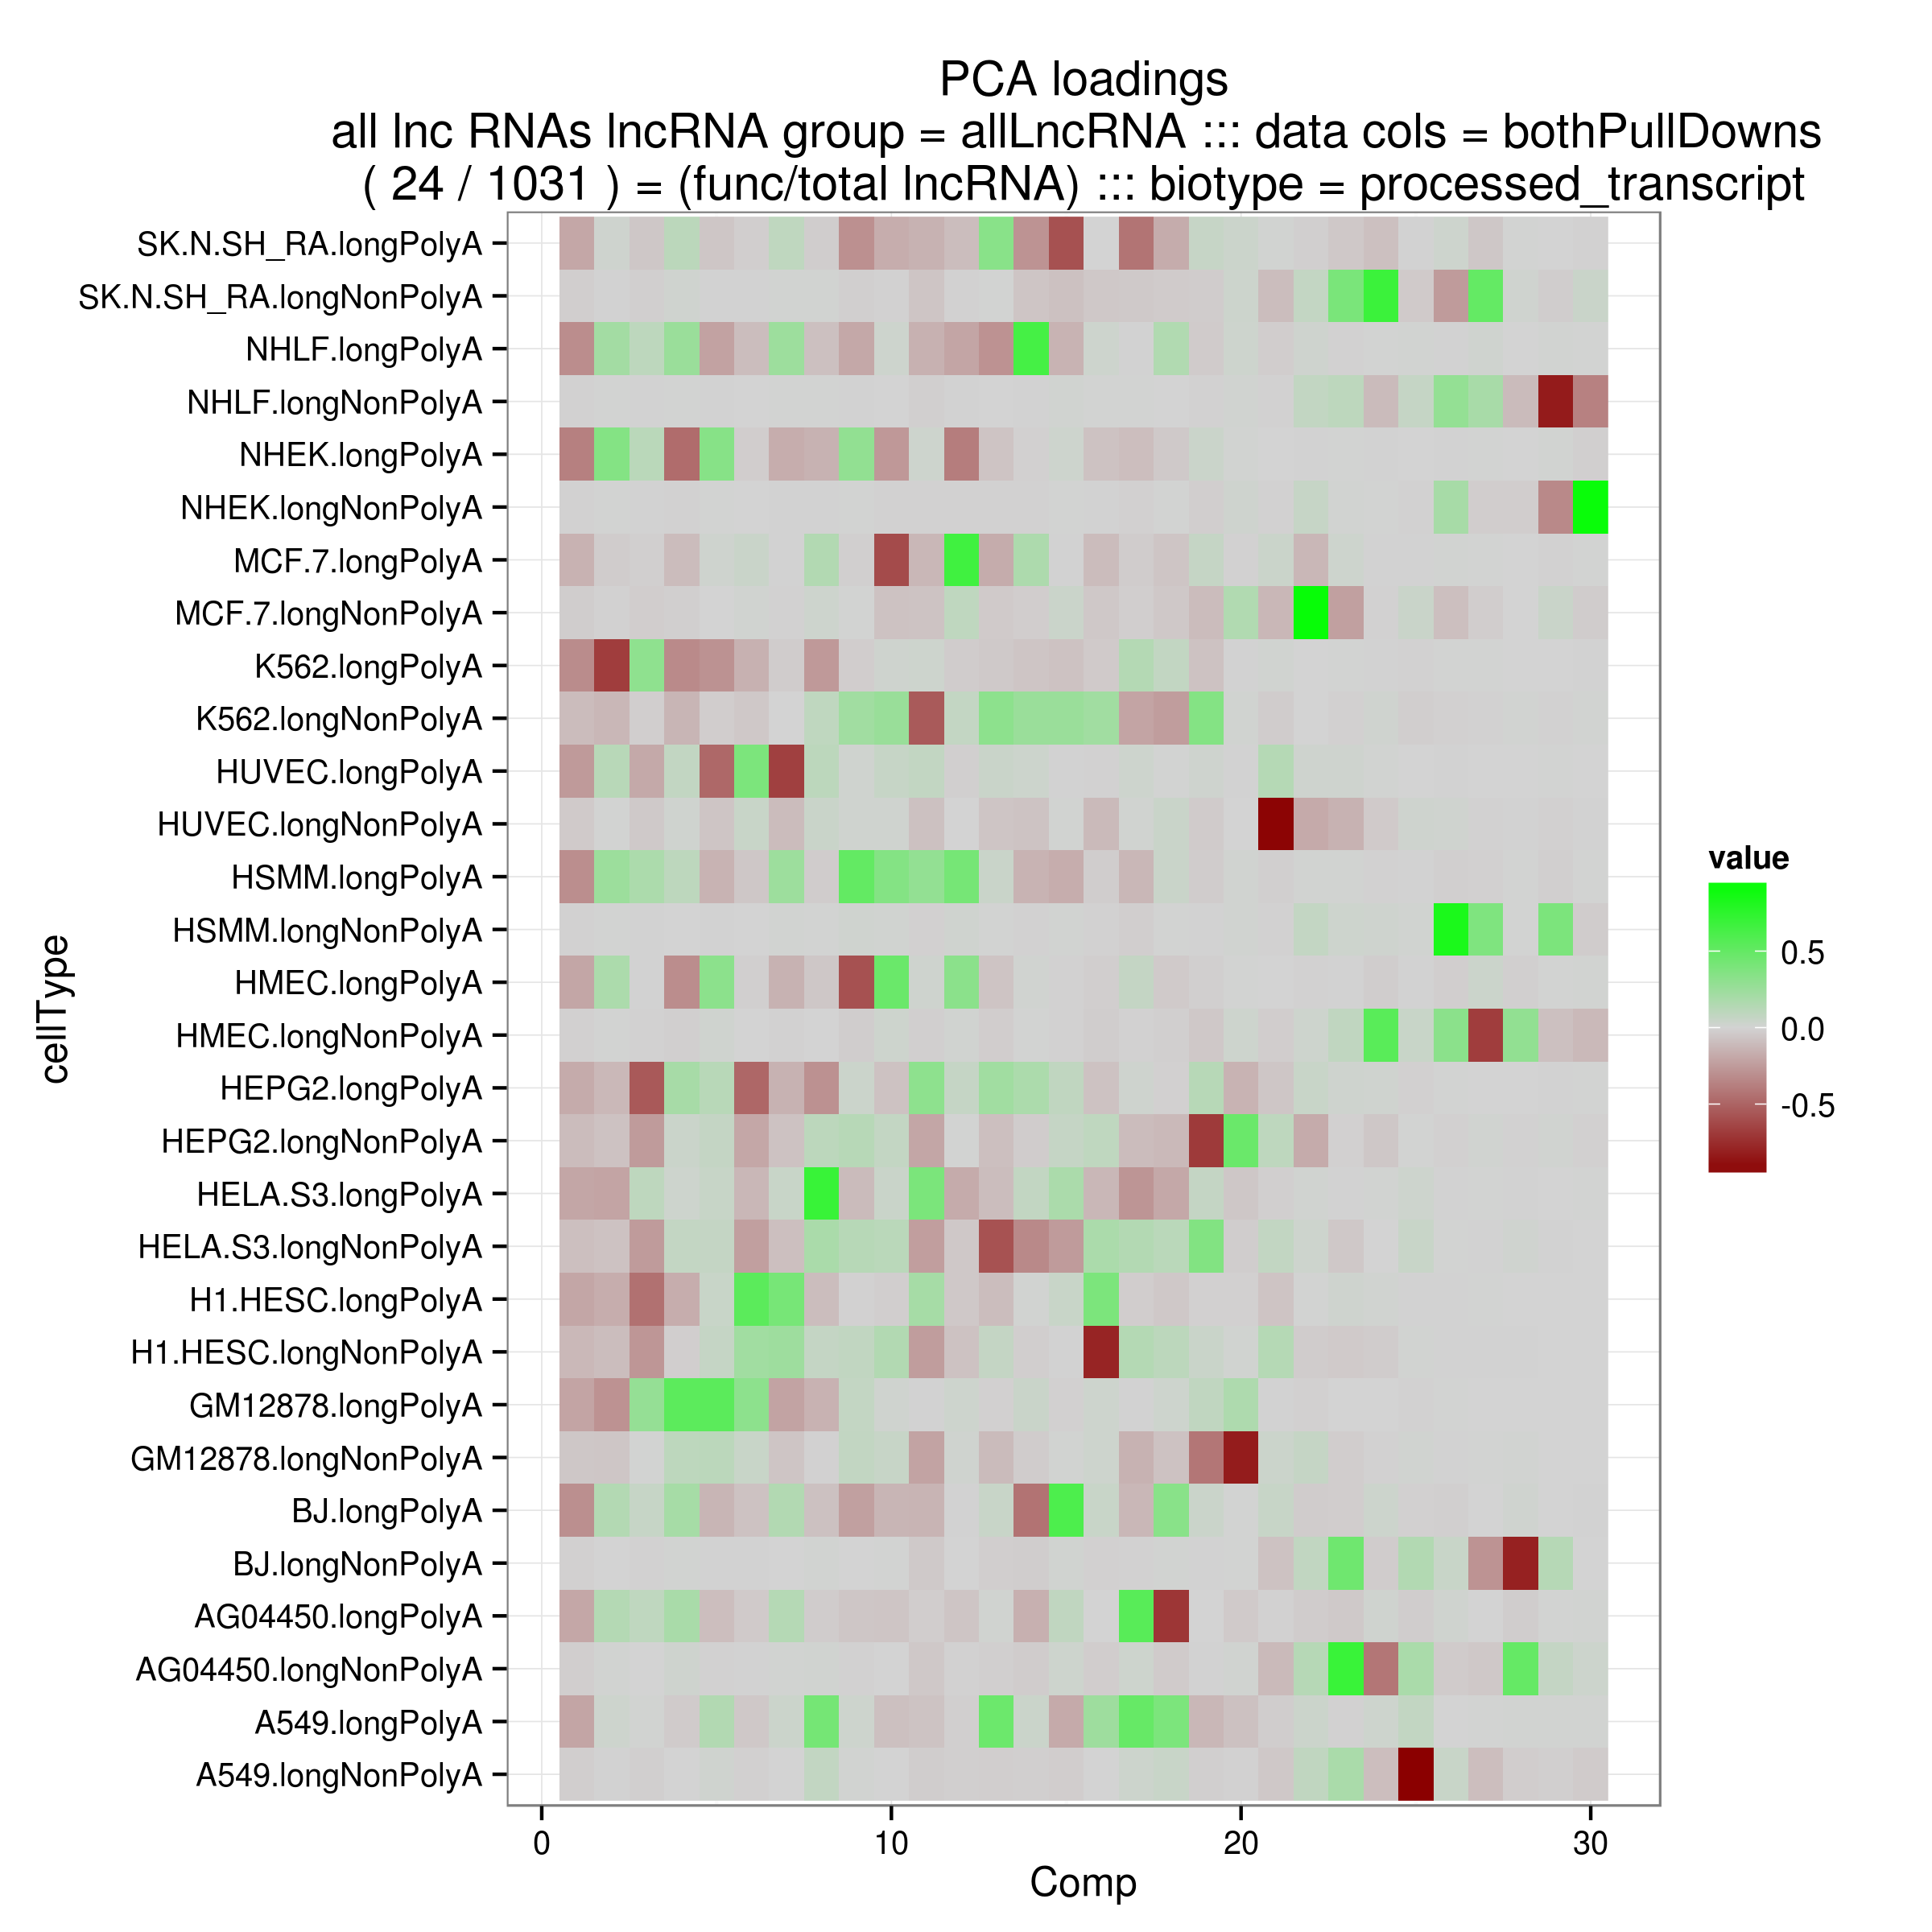 PCA loadings
all lnc RNAs lncRNA group = allLncRNA ::: data cols = bothPullDowns
( 24 / 1031 ) = (func/total lncRNA) ::: biotype = processed_transcript
cellType
SK.N.SH_RA.longPolyA
SK.N.SH_RA.longNonPolyA
NHLF.longPolyA
NHLF.longNonPolyA
NHEK.longPolyA
NHEK.longNonPolyA
MCF.7.longPolyA
MCF.7.longNonPolyA
K562.longPolyA
K562.longNonPolyA
HUVEC.longPolyA
HUVEC.longNonPolyA
HSMM.longPolyA
HSMM.longNonPolyA
HMEC.longPolyA
HMEC.longNonPolyA
HEPG2.longPolyA
HEPG2.longNonPolyA
HELA.S3.longPolyA
HELA.S3.longNonPolyA
H1.HESC.longPolyA
H1.HESC.longNonPolyA
GM12878.longPolyA
GM12878.longNonPolyA
BJ.longPolyA
BJ.longNonPolyA
AG04450.longPolyA
AG04450.longNonPolyA
A549.longPolyA
A549.longNonPolyA
0 10 20 30
Comp
value
0.5
0.0
-0.5